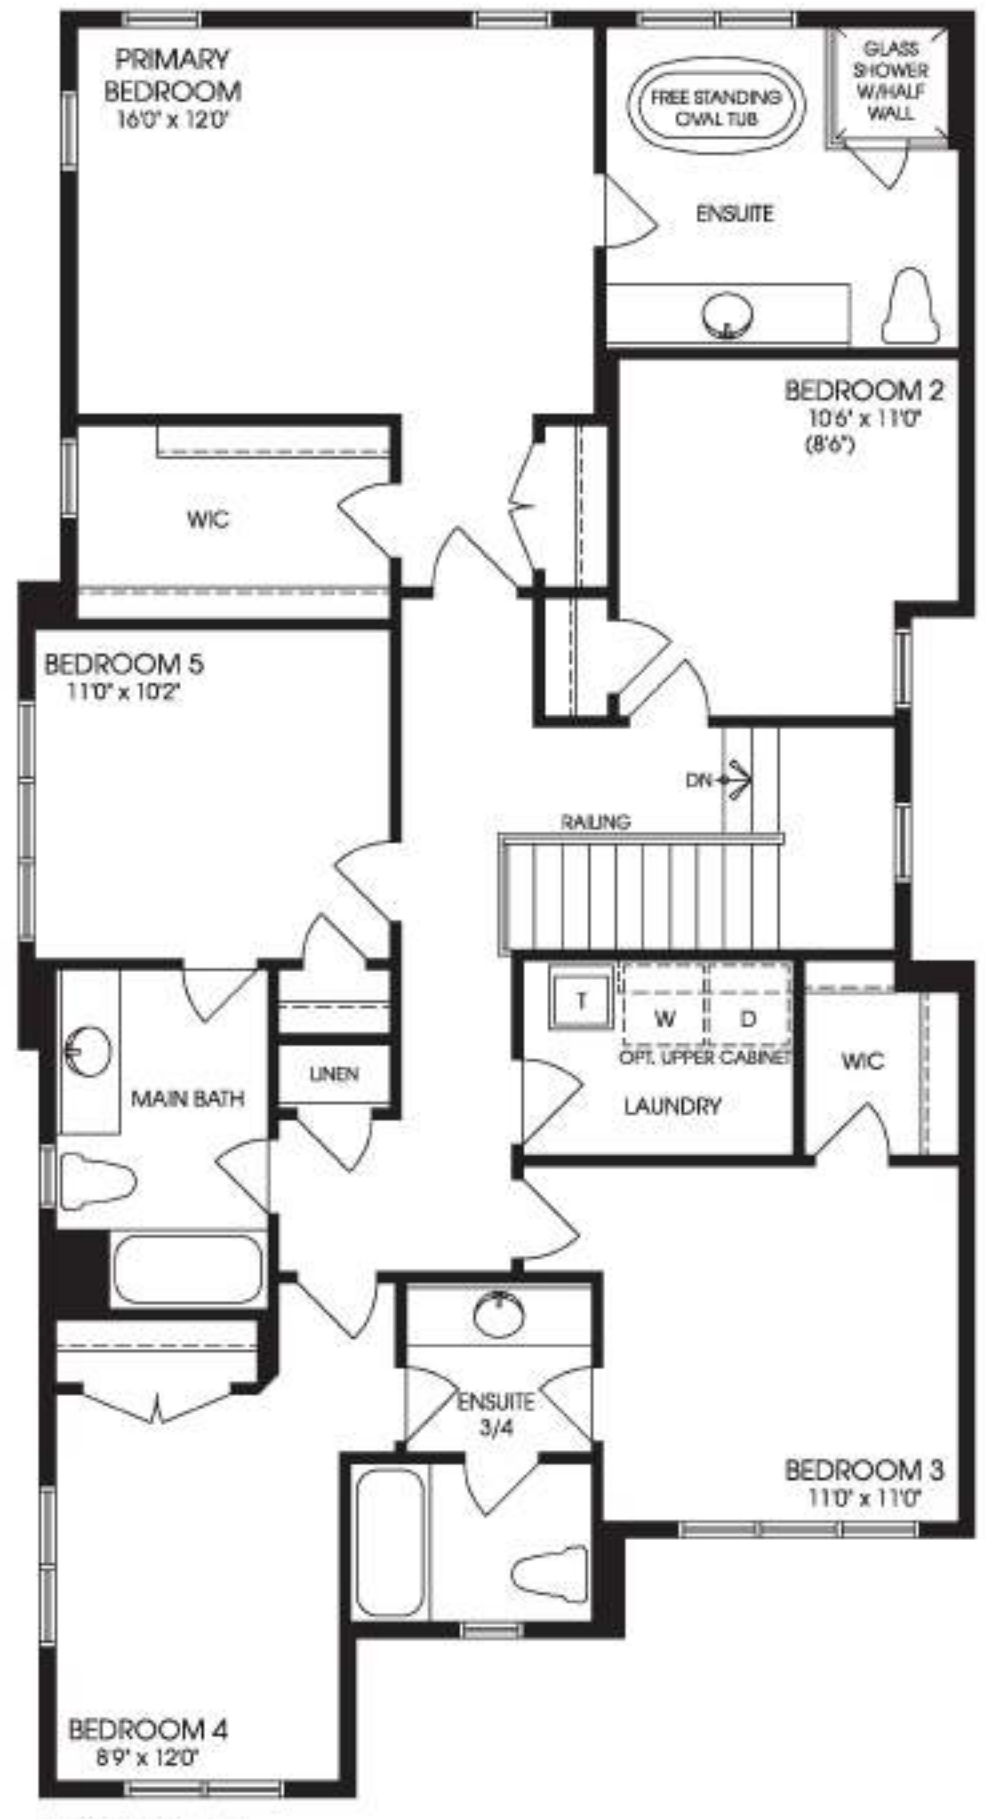 PRIMARY
BEDROOM
16'0" x 12'0"
GLASS
SHOWER
W/HALF
WALL
FREE STANDING
OVAL TUB
ENSUITE
BEDROOM 2
10'6" x 11'0"
(8'6")
WIC
BEDROOM 5
11'0" x 10'2"
DN
RAILING
T
W
D
OPT. UPPER CABINET
LAUNDRY
WIC
LINEN
MAIN BATH
ENSUITE
3/4
BEDROOM 3
11'0" x 11'0"
BEDROOM 4
8'9" x 12'0"